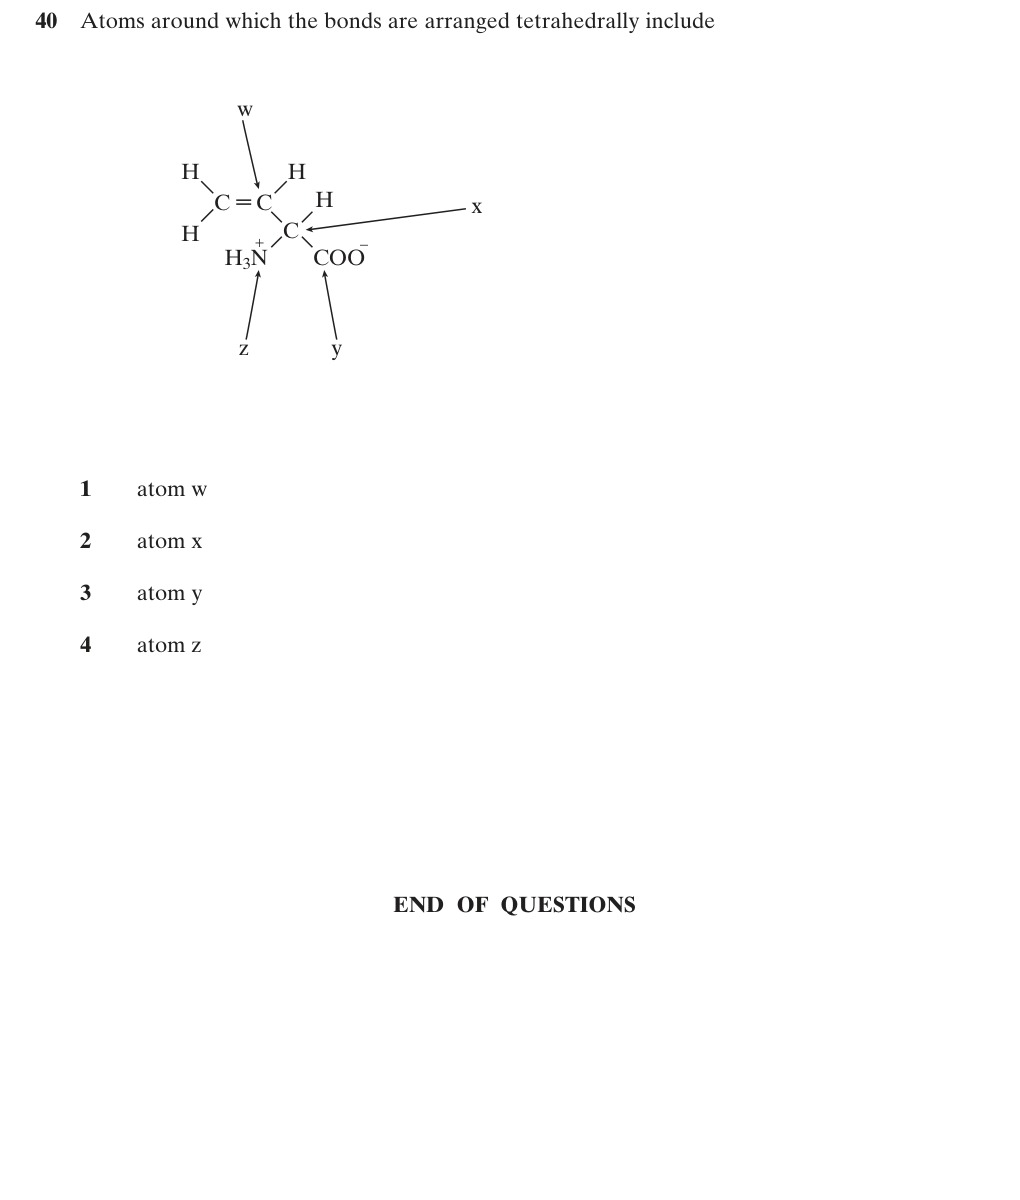 40 Atoms around which the bonds are arranged tetrahedrally include
w
H H
C=C H x
H C
H₃N⁺ COO⁻
z y
1 atom w
2 atom x
3 atom y
4 atom z
END OF QUESTIONS